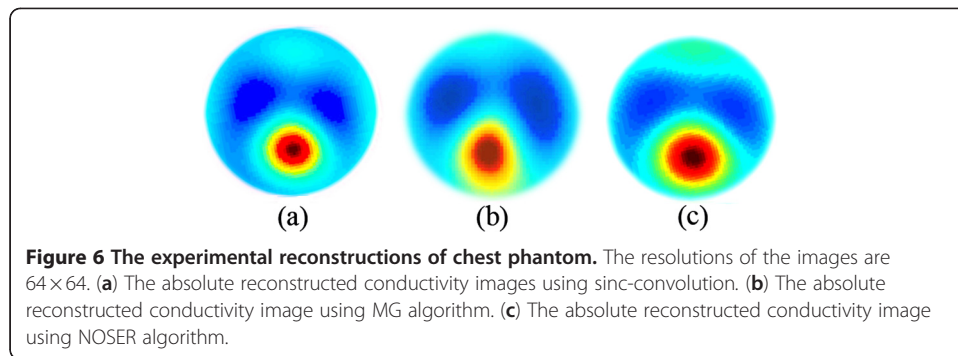 (a) (b) (c)
Figure 6 The experimental reconstructions of chest phantom. The resolutions of the images are
64×64. (a) The absolute reconstructed conductivity images using sinc-convolution. (b) The absolute
reconstructed conductivity image using MG algorithm. (c) The absolute reconstructed conductivity image
using NOSER algorithm.